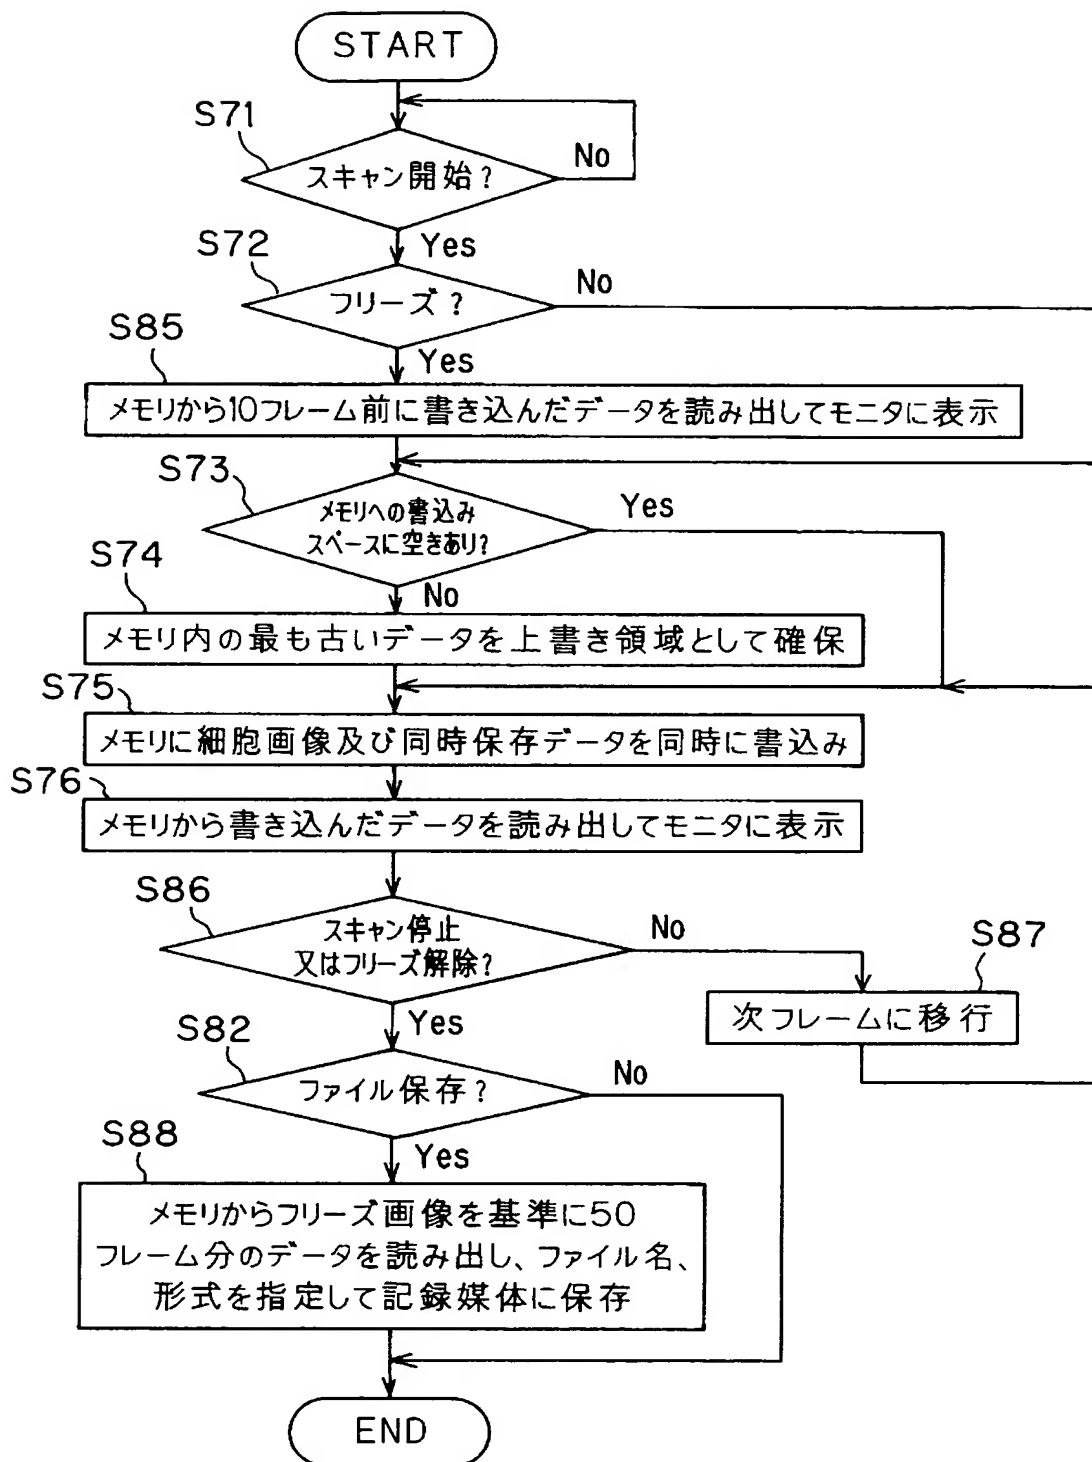 START
S71
スキャン開始?
No
Yes
S72
フリーズ?
No
Yes
S85
メモリから10フレーム前に書き込んだデータを読み出してモニタに表示
S73
メモリへの書込み
スペースに空きあり?
Yes
No
S74
メモリ内の最も古いデータを上書き領域として確保
S75
メモリに細胞画像及び同時保存データを同時に書込み
S76
メモリから書き込んだデータを読み出してモニタに表示
S86
スキャン停止
又はフリーズ解除?
No
Yes
S87
次フレームに移行
S82
ファイル保存?
No
Yes
S88
メモリからフリーズ画像を基準に50
フレーム分のデータを読み出し、ファイル名、
形式を指定して記録媒体に保存
END